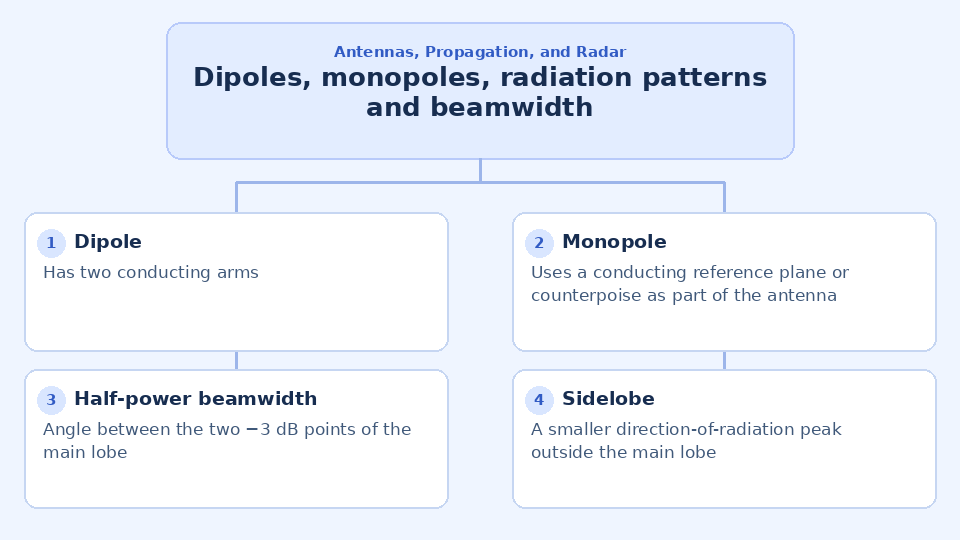 Antennas, Propagation, and Radar
Dipoles, monopoles, radiation patterns
and beamwidth
1 Dipole
Has two conducting arms
2 Monopole
Uses a conducting reference plane or
counterpoise as part of the antenna
3 Half-power beamwidth
Angle between the two −3 dB points of the
main lobe
4 Sidelobe
A smaller direction-of-radiation peak
outside the main lobe